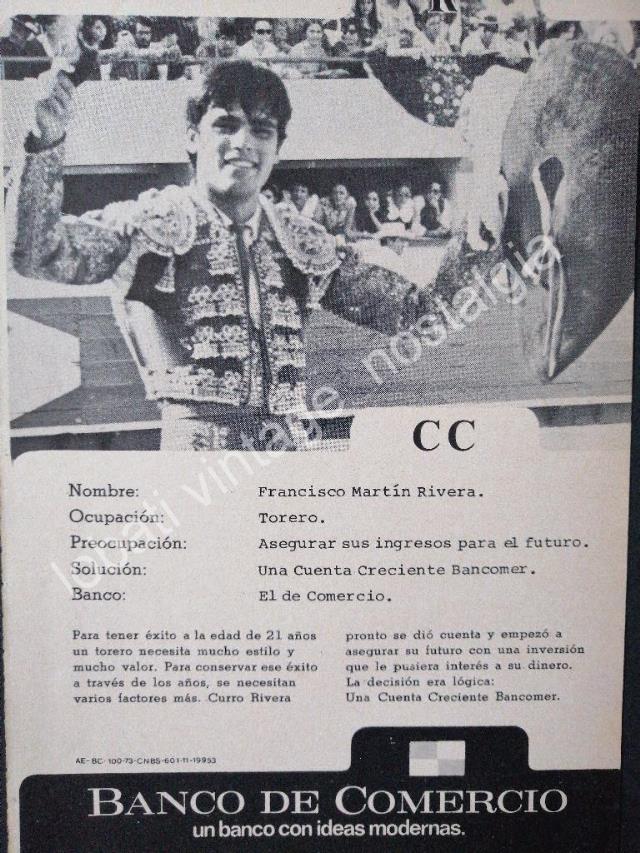 R
CC
Nombre: Francisco Martín Rivera.
Ocupación: Torero.
Preocupación: Asegurar sus ingresos para el futuro.
Solución: Una Cuenta Creciente Bancomer.
Banco: El de Comercio.
Para tener éxito a la edad de 21 años
un torero necesita mucho estilo y
mucho valor. Para conservar ese éxito
a través de los años, se necesitan
varios factores más. Curro Rivera
pronto se dió cuenta y empezó a
asegurar su futuro con una inversión
que le pusiera interés a su dinero.
La decisión era lógica:
Una Cuenta Creciente Bancomer.
AE-BC-100-73-CNBS-601-11-19953
BANCO DE COMERCIO
un banco con ideas modernas.
vintage nostalgia